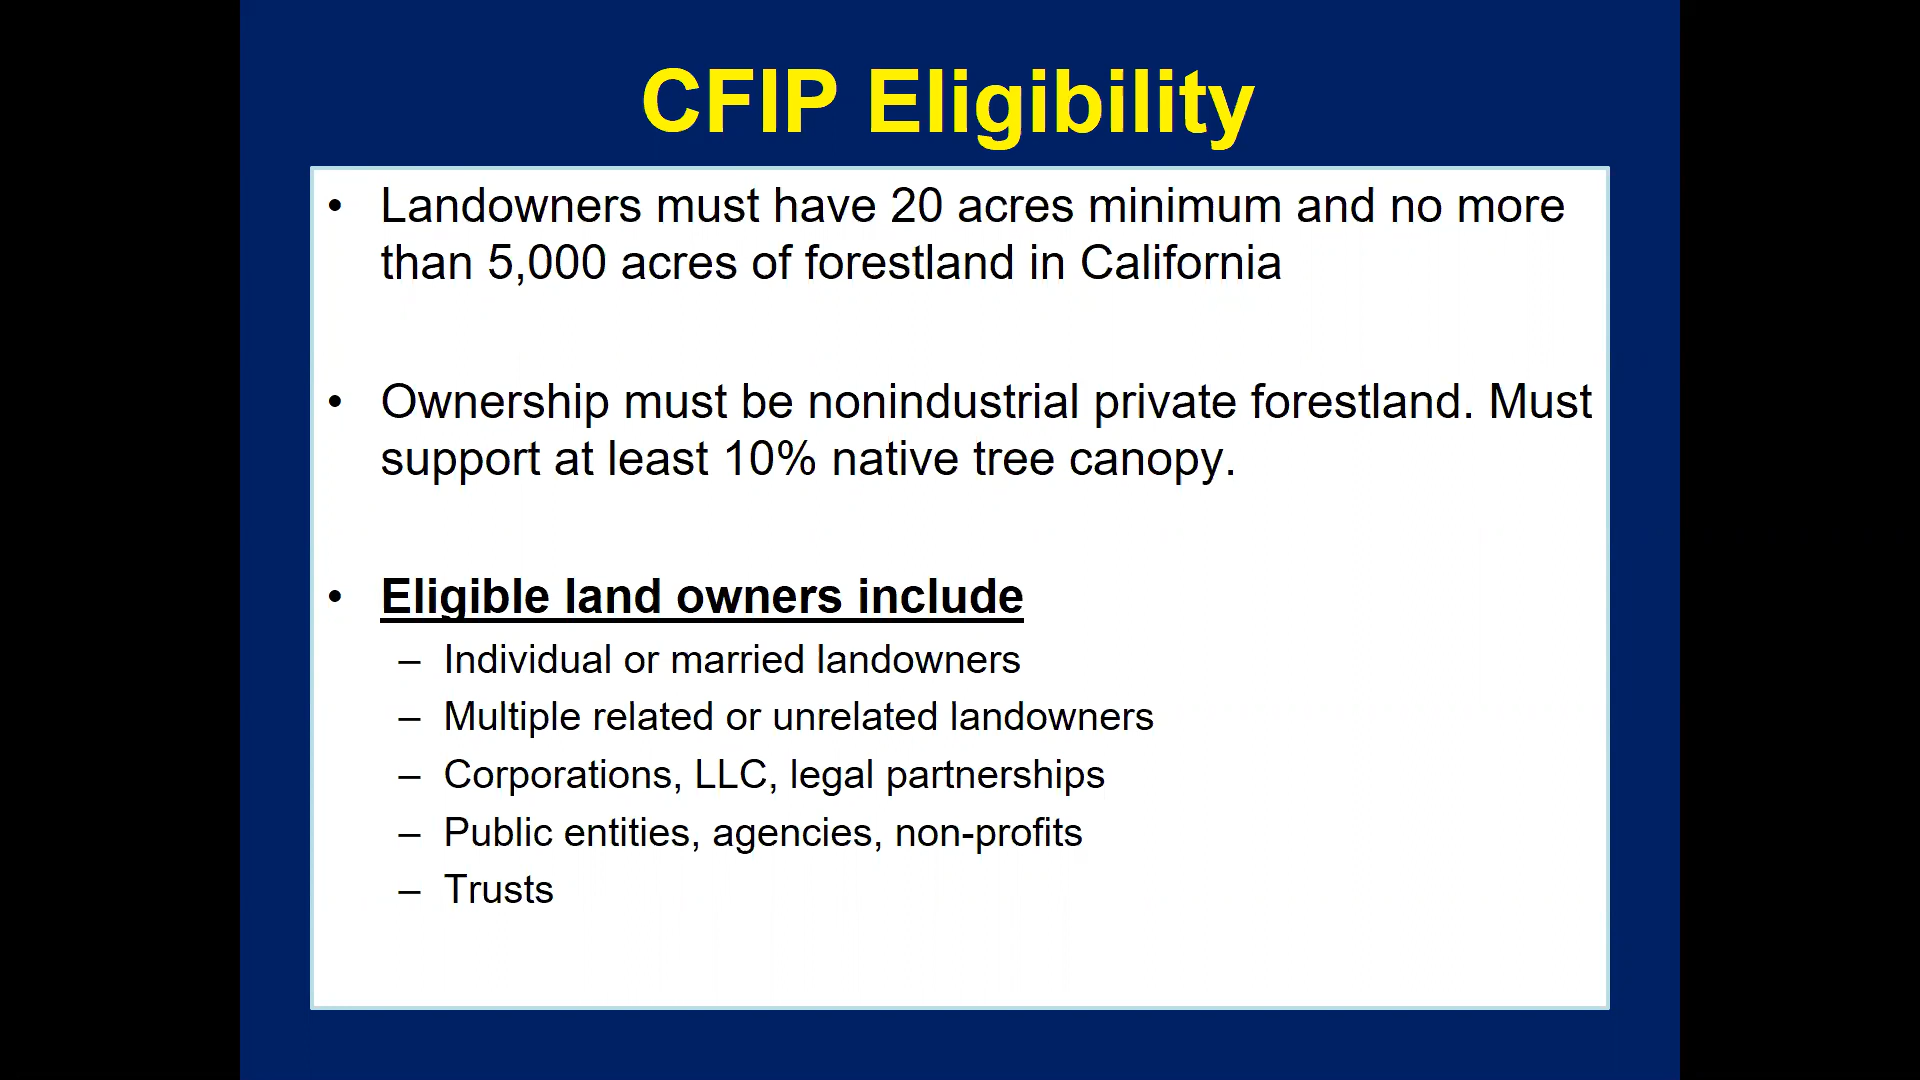 CFIP Eligibility
• Landowners must have 20 acres minimum and no more
than 5,000 acres of forestland in California
• Ownership must be nonindustrial private forestland. Must
support at least 10% native tree canopy.
• Eligible land owners include
– Individual or married landowners
– Multiple related or unrelated landowners
– Corporations, LLC, legal partnerships
– Public entities, agencies, non-profits
– Trusts